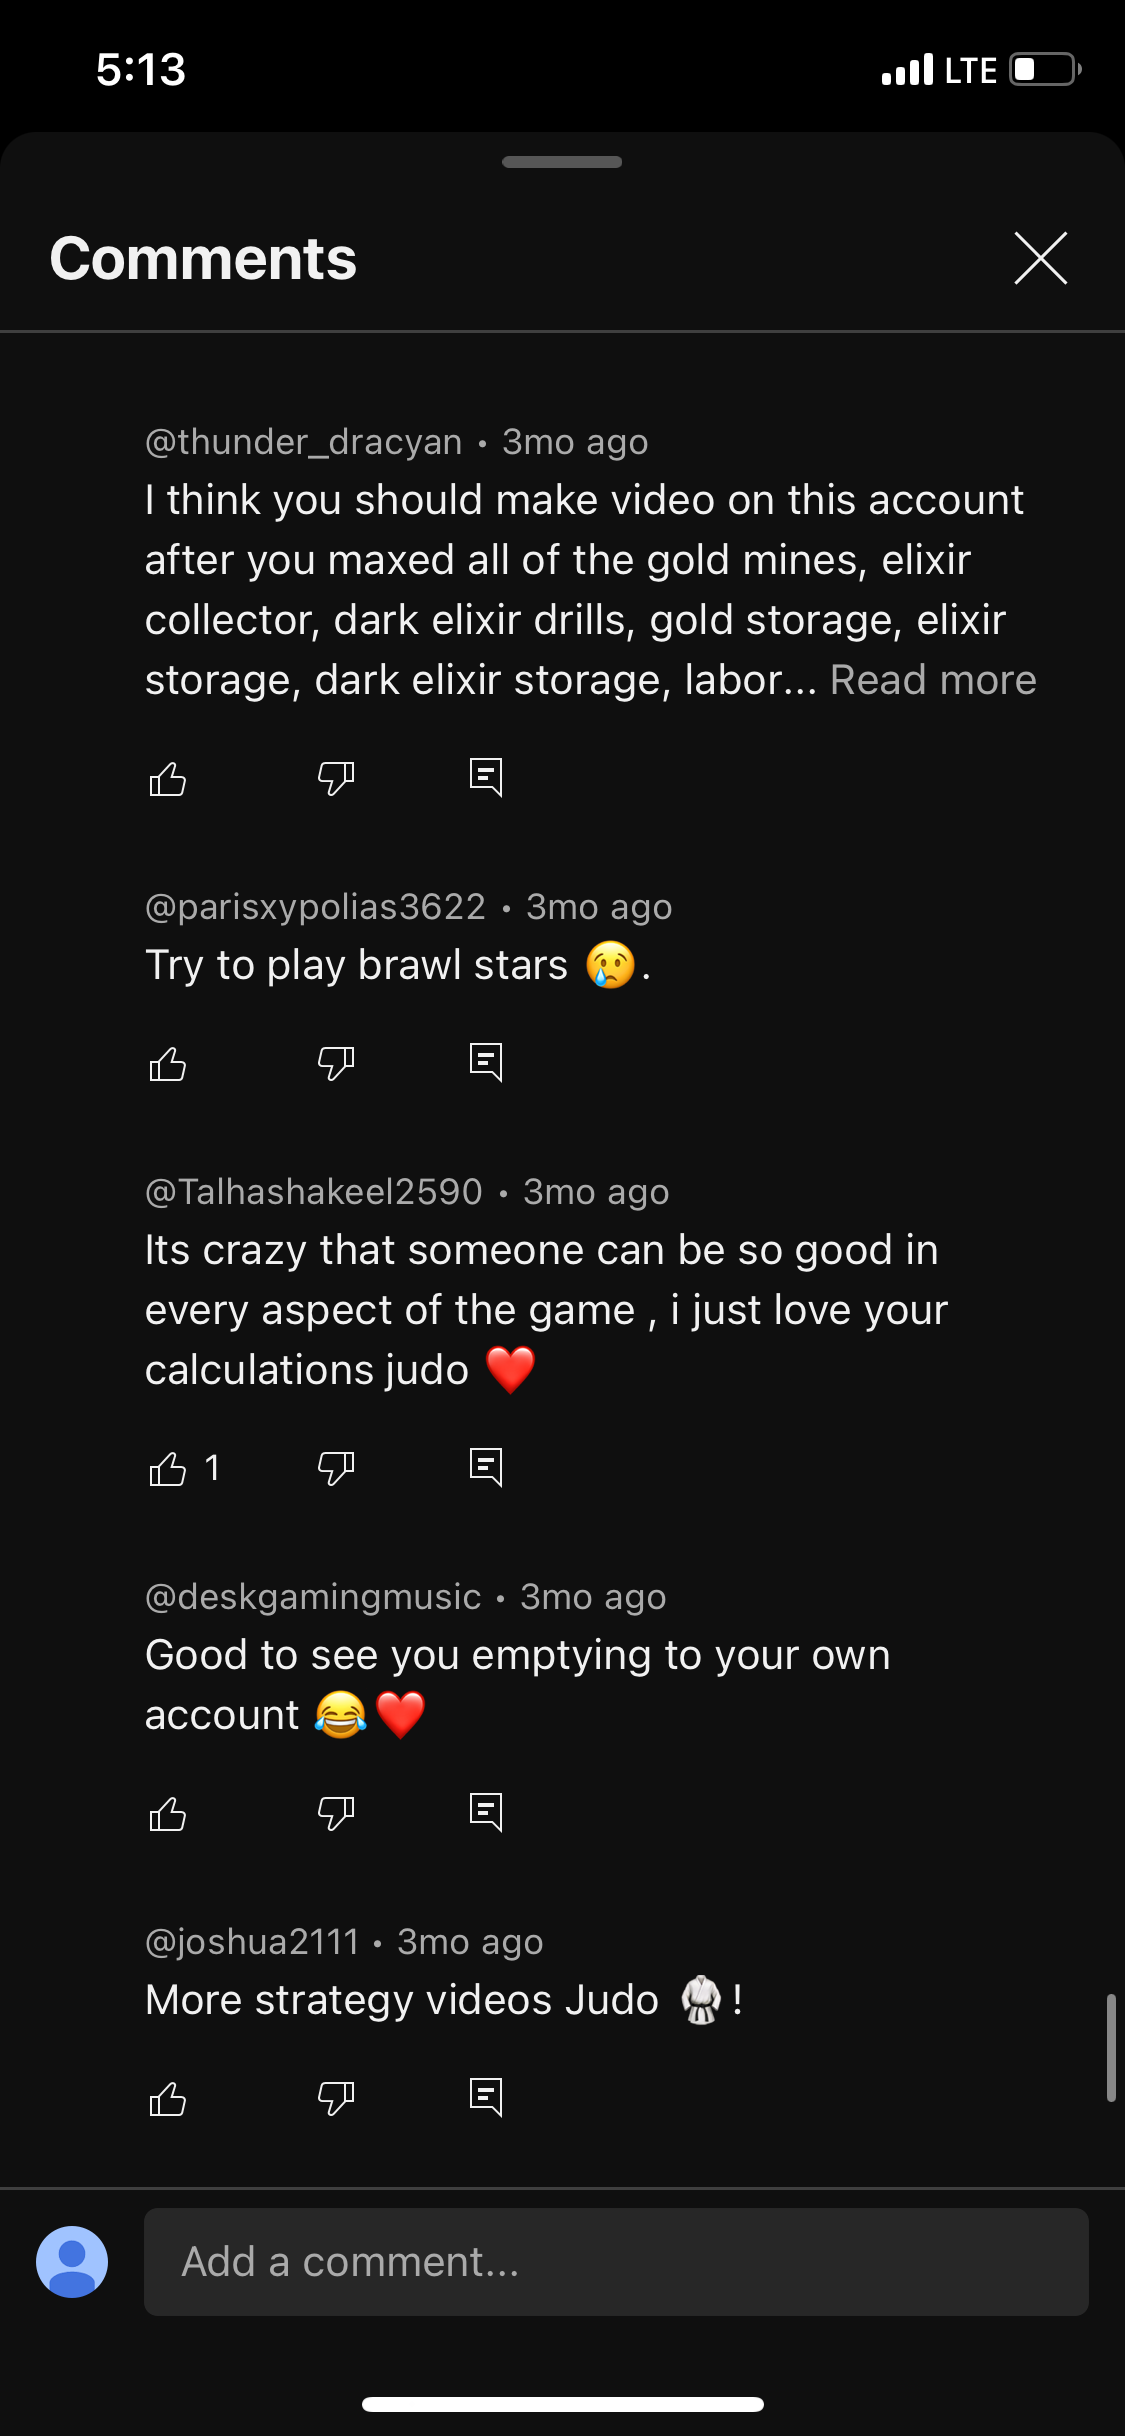 5:13
LTE
Comments
@thunder_dracyan • 3mo ago
I think you should make video on this account
after you maxed all of the gold mines, elixir
collector, dark elixir drills, gold storage, elixir
storage, dark elixir storage, labor... Read more
@parisxypolias3622 • 3mo ago
Try to play brawl stars 😢.
@Talhashakeel2590 • 3mo ago
Its crazy that someone can be so good in
every aspect of the game , i just love your
calculations judo ❤️
1
@deskgamingmusic • 3mo ago
Good to see you emptying to your own
account 😂❤️
@joshua2111 • 3mo ago
More strategy videos Judo 🥋!
Add a comment...